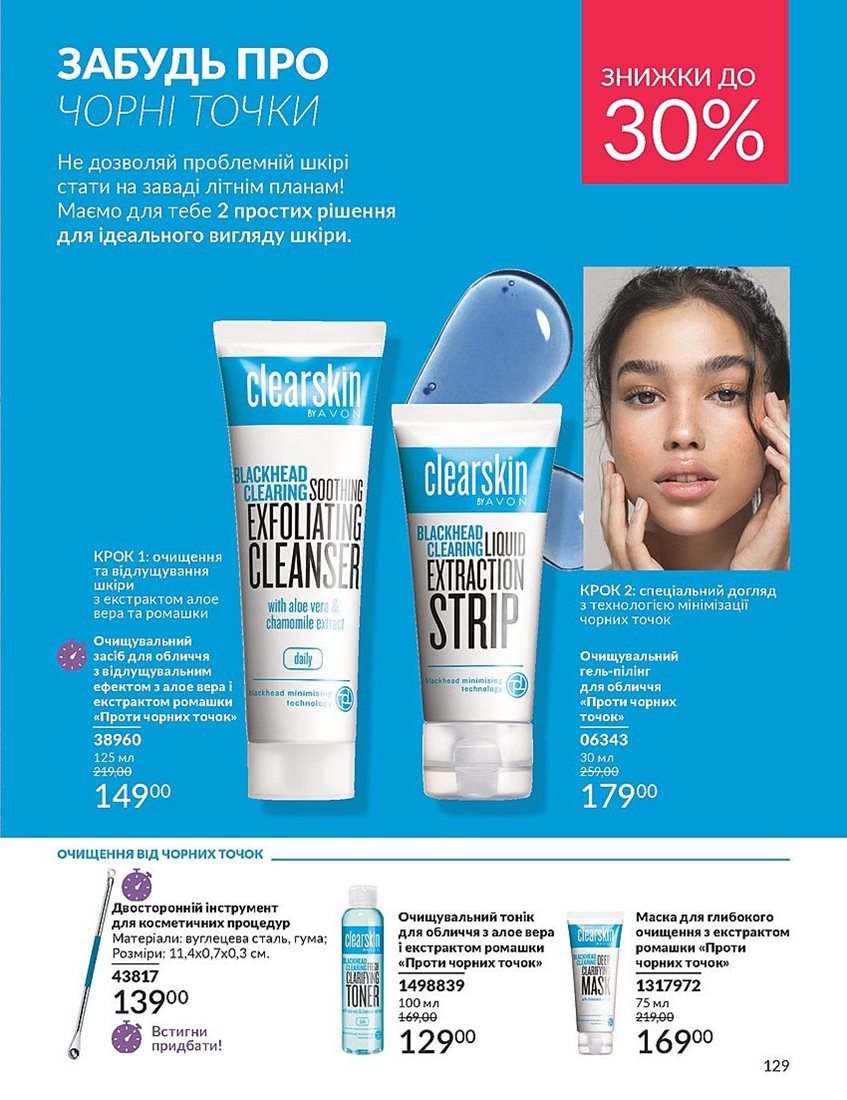 ЗАБУДЬ ПРО
ЧОРНІ ТОЧКИ
Не дозволяй проблемній шкірі
стати на заваді літнім планам!
Маємо для тебе 2 простих рішення
для ідеального вигляду шкіри.
ЗНИЖКИ ДО
30%
clearskin
BY AVON
BLACKHEAD
CLEARING SOOTHING
EXFOLIATING
CLEANSER
with aloe vera &
chamomile extract
daily
blackhead minimising
technology
clearskin
BY AVON
BLACKHEAD
CLEARING LIQUID
EXTRACTION
STRIP
blackhead minimising
technology
КРОК 1: очищення
та відлущування
шкіри
з екстрактом алое
вера та ромашки
Очищувальний
засіб для обличчя
з відлущувальним
ефектом з алое вера і
екстрактом ромашки
«Проти чорних точок»
38960
125 мл
219,00
14900
КРОК 2: спеціальний догляд
з технологією мінімізації
чорних точок
Очищувальний
гель-пілінг
для обличчя
«Проти чорних
точок»
06343
30 мл
259,00
17900
ОЧИЩЕННЯ ВІД ЧОРНИХ ТОЧОК
Двосторонній інструмент
для косметичних процедур
Матеріали: вуглецева сталь, гума;
Розміри: 11,4х0,7х0,3 см.
43817
13900
Встигни
придбати!
clearskin
BLACKHEAD
CLEARING FRESH
CLARIFYING
TONER
Очищувальний тонік
для обличчя з алое вера
і екстрактом ромашки
«Проти чорних точок»
1498839
100 мл
169,00
12900
clearskin
BLACKHEAD
CLEARING DEEP
CLARIFYING
MASK
Маска для глибокого
очищення з екстрактом
ромашки «Проти
чорних точок»
1317972
75 мл
219,00
16900
129